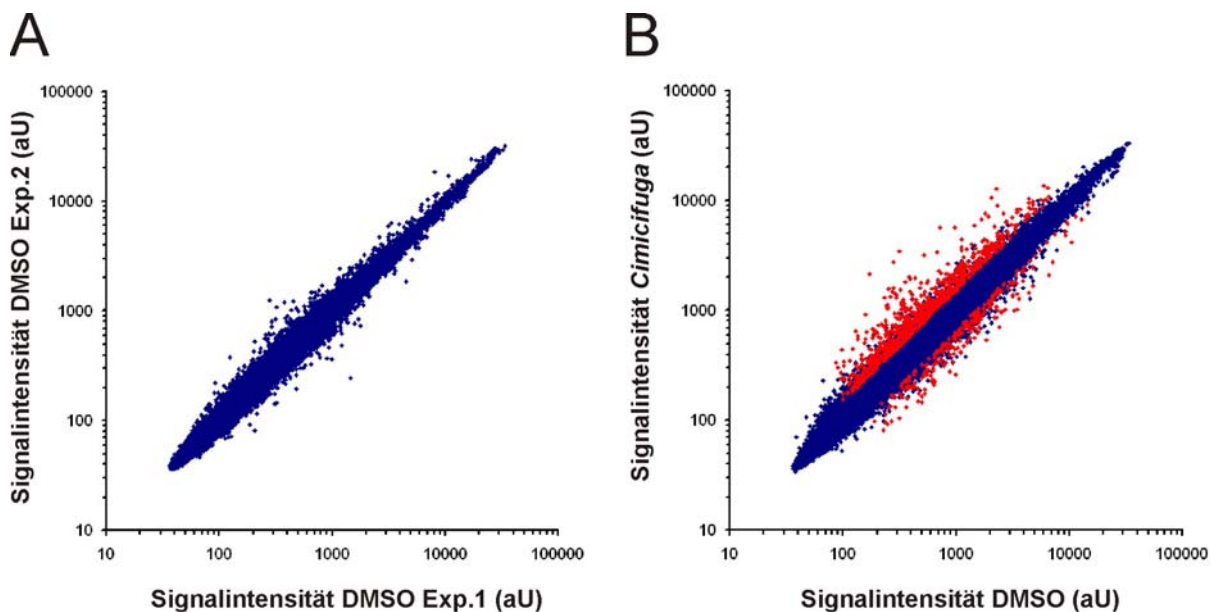 A
Signalintensität DMSO Exp.2 (aU)
100000
10000
1000
100
10
10 100 1000 10000 100000
Signalintensität DMSO Exp.1 (aU)
B
Signalintensität Cimicifuga (aU)
100000
10000
1000
100
10
10 100 1000 10000 100000
Signalintensität DMSO (aU)